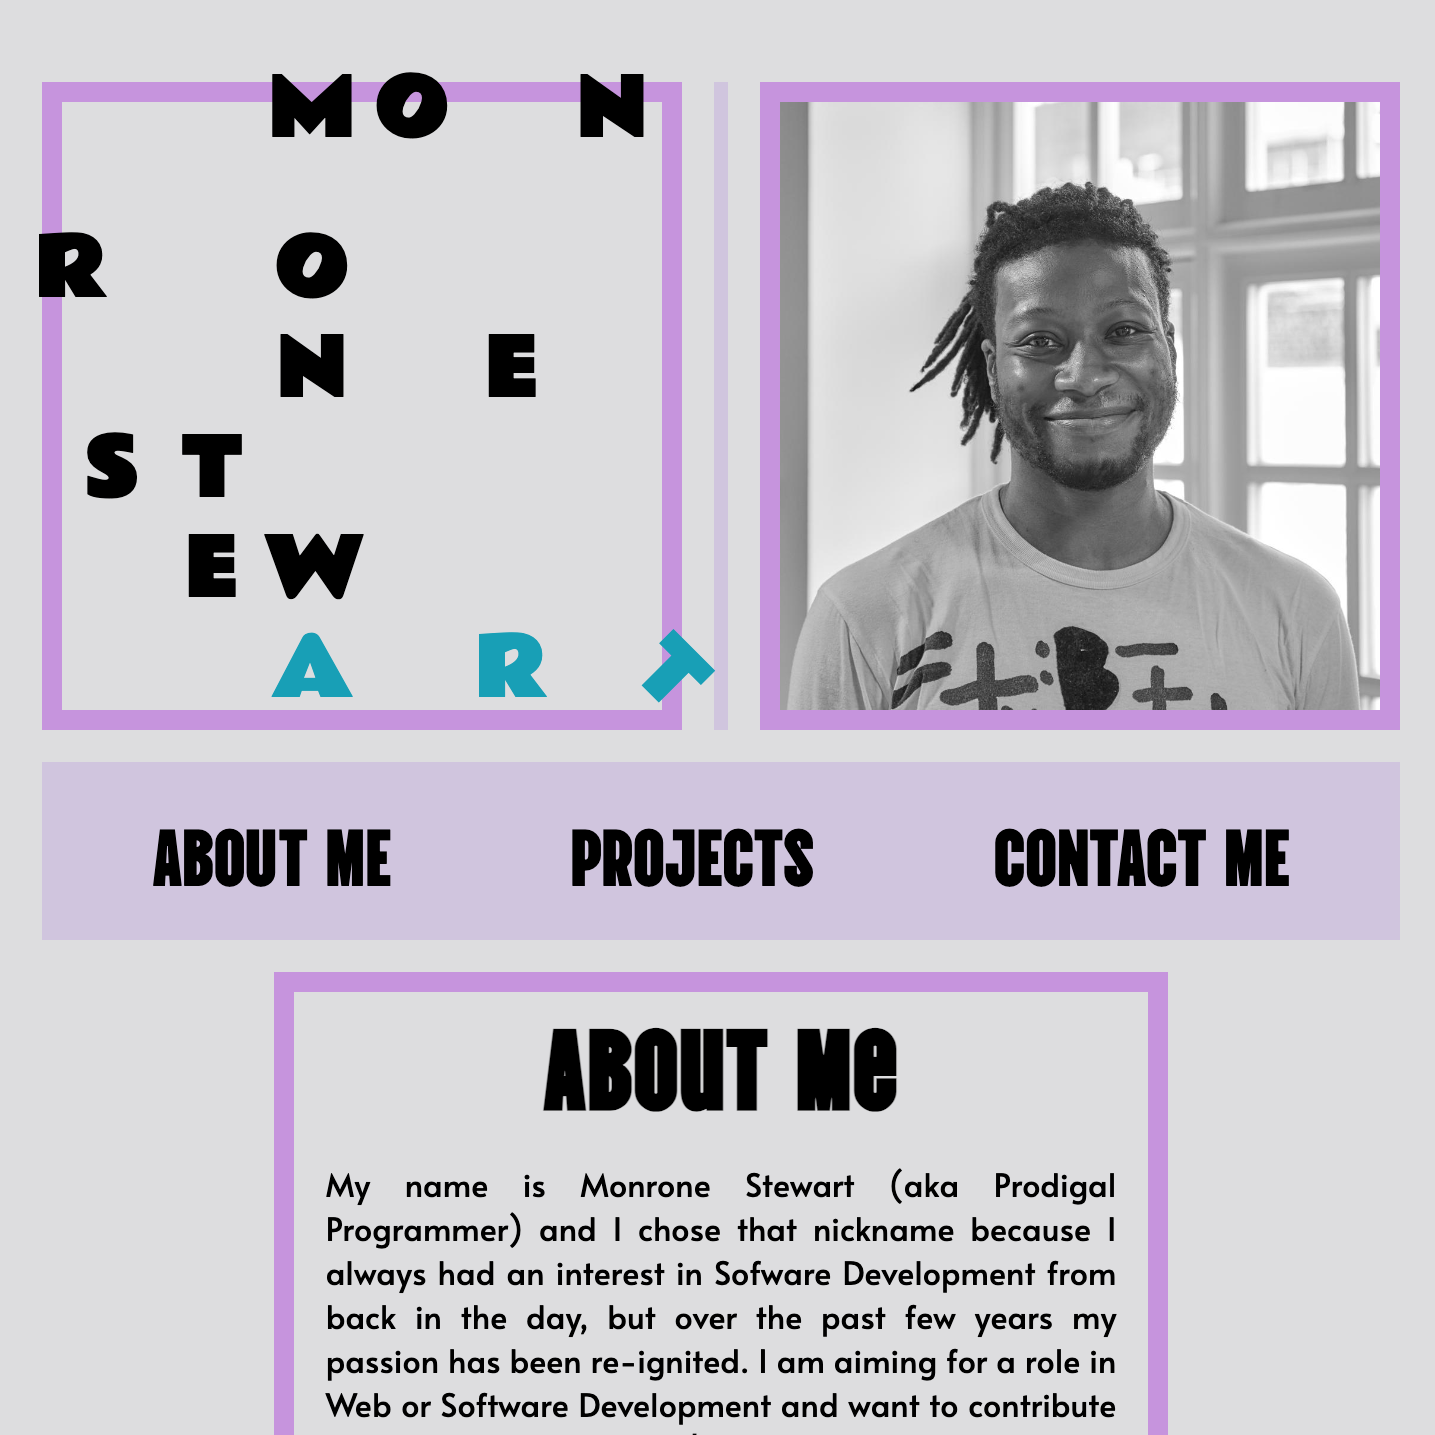 MO N
R O
N E
S T
E W
A R T
ABOUT ME PROJECTS CONTACT ME
ABOUT Me
My name is Monrone Stewart (aka Prodigal
Programmer) and I chose that nickname because I
always had an interest in Sofware Development from
back in the day, but over the past few years my
passion has been re-ignited. I am aiming for a role in
Web or Software Development and want to contribute